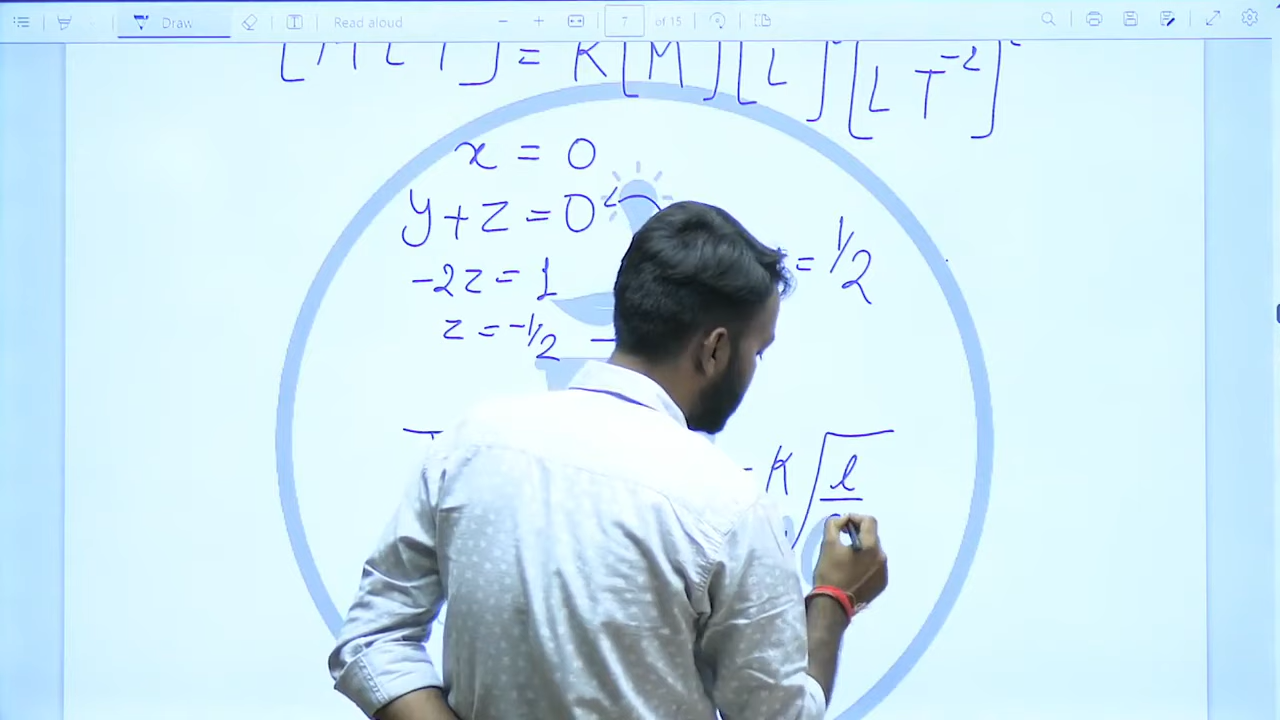 Draw
Read aloud
7 of 15
[M L T] = K [M] [L] [L T⁻²]
x = 0
y + z = 0
-2z = 1
= 1/2
z = -1/2
K √ l